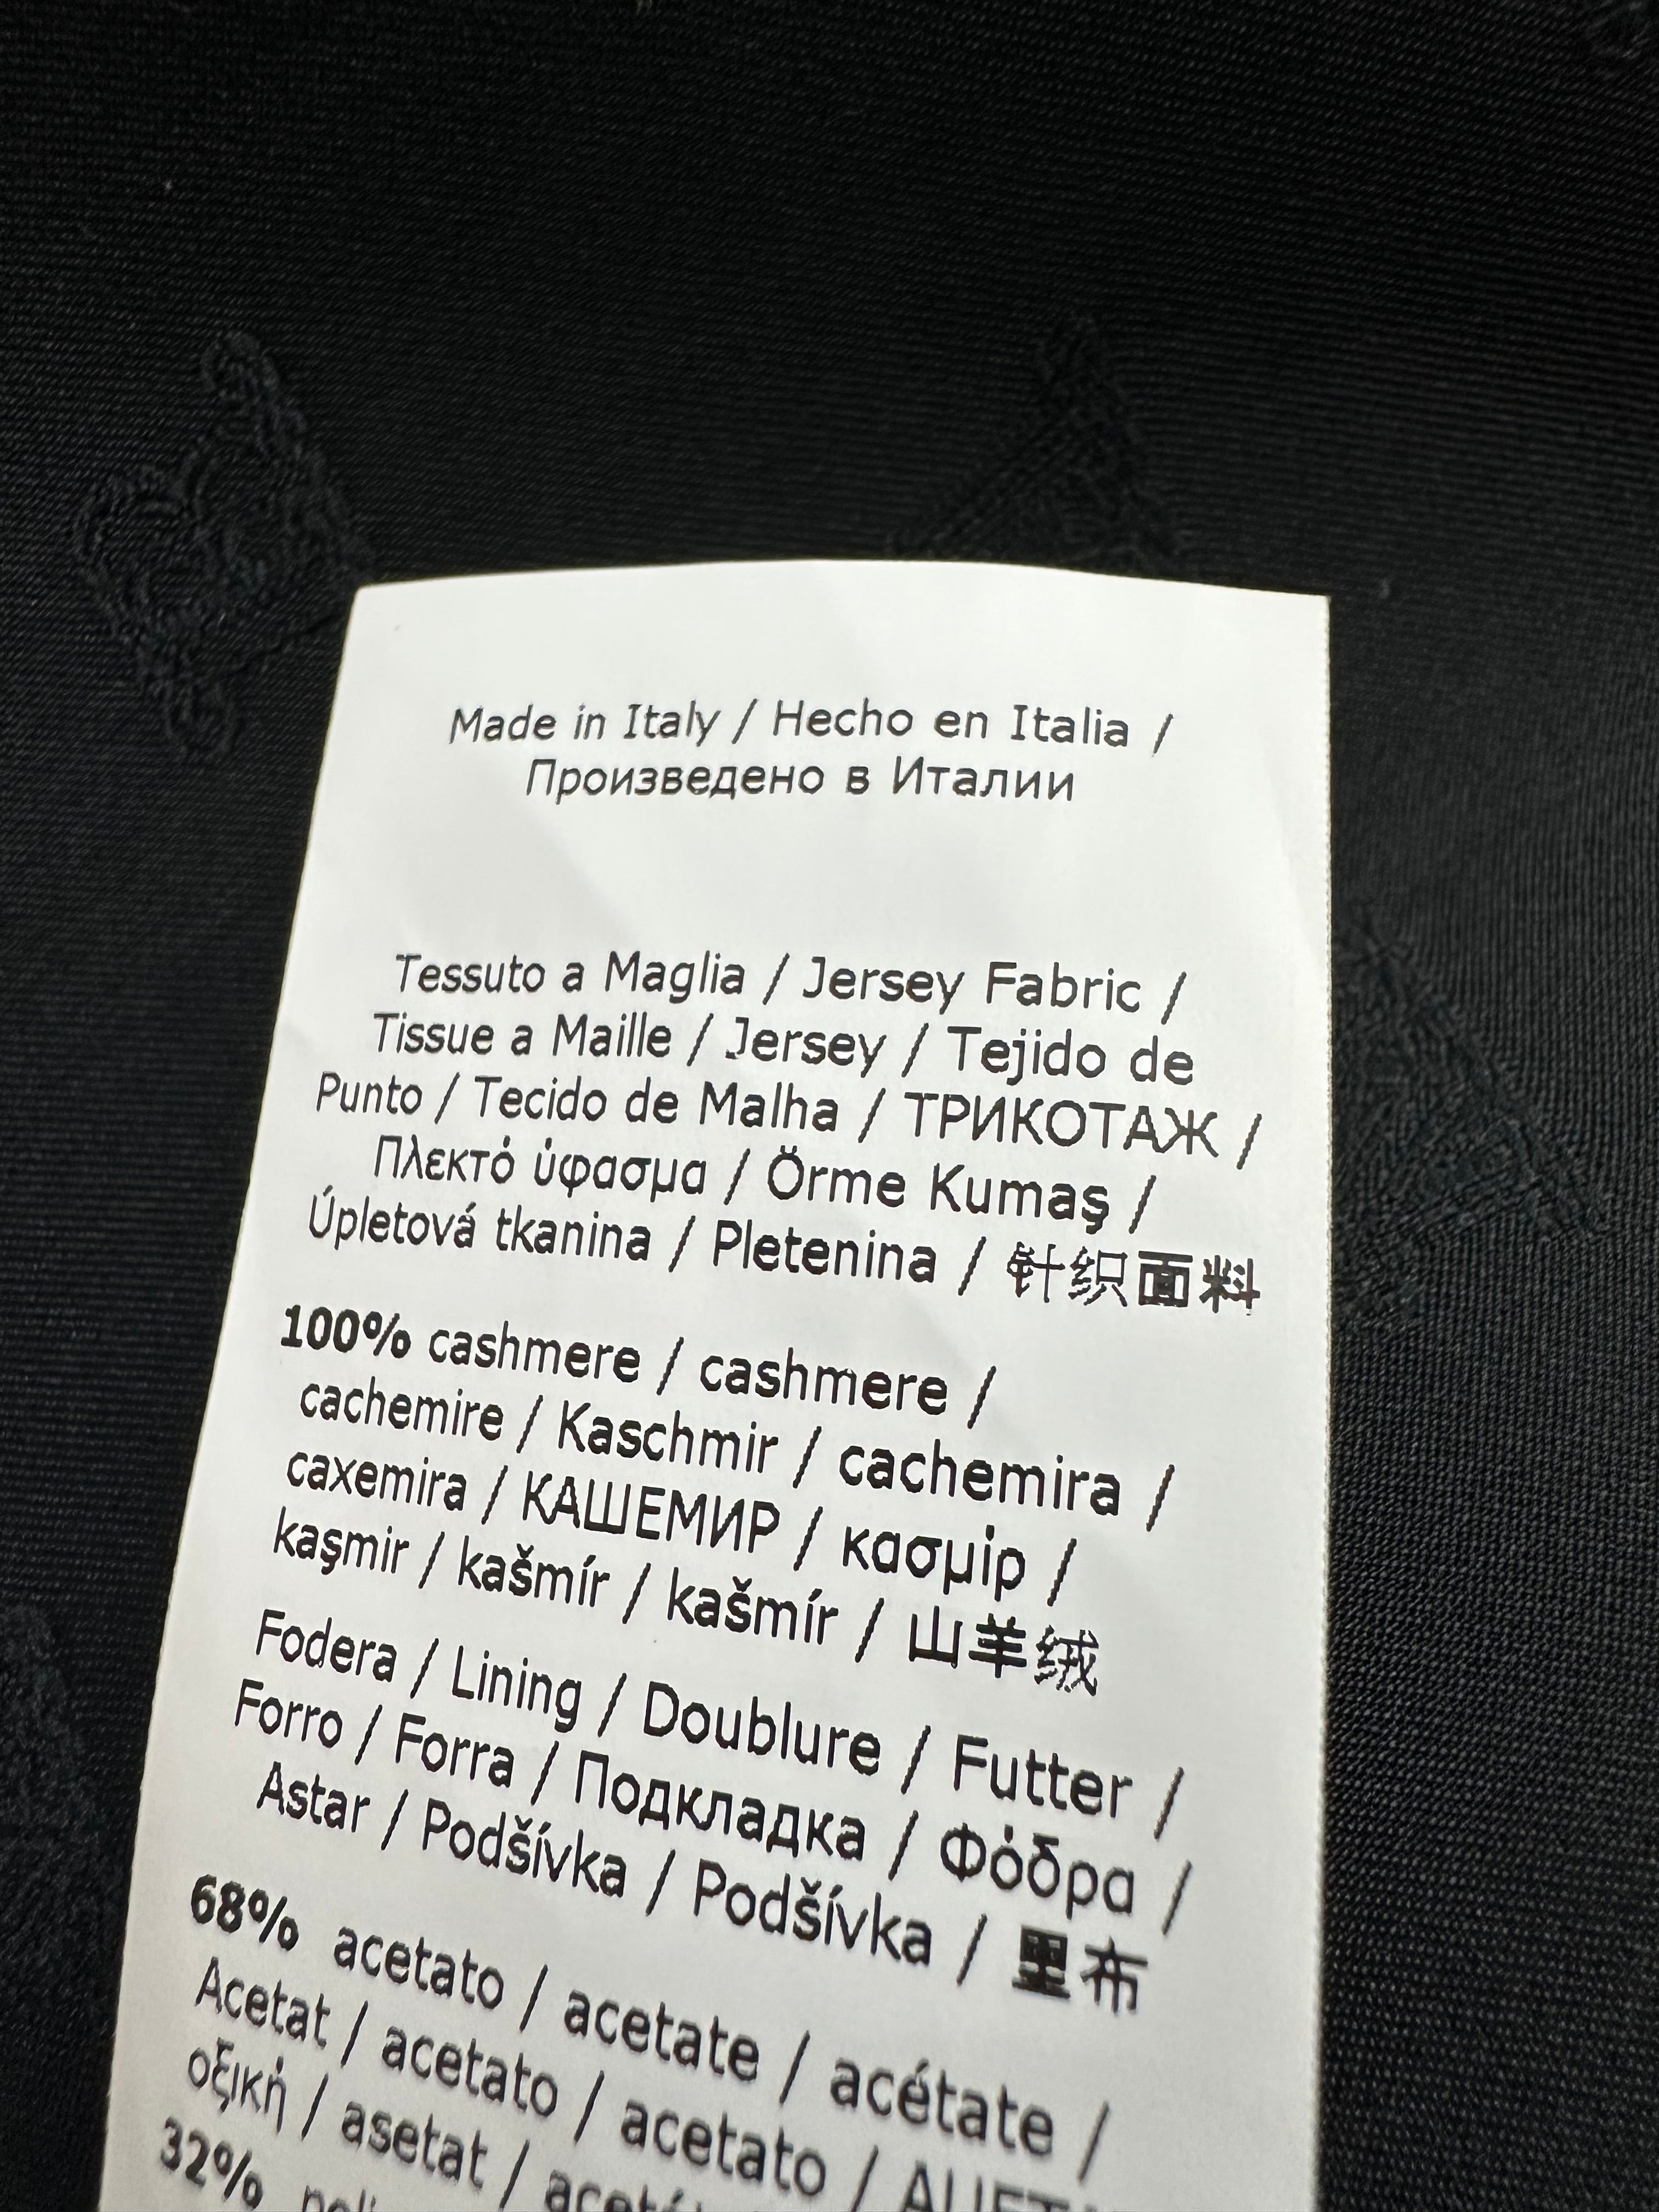 Made in Italy / Hecho en Italia /
Произведено в Италии
Tessuto a Maglia / Jersey Fabric /
Tissue a Maille / Jersey / Tejido de
Punto / Tecido de Malha / ТРИКОТАЖ /
Πλεκτό ύφασμα / Örme Kumaş /
Úpletová tkanina / Pletenina / 针织面料
100% cashmere / cashmere /
cachemire / Kaschmir / cachemira /
caxemira / КАШЕМИР / κασμίρ /
kaşmir / kašmír / kašmír / 山羊绒
Fodera / Lining / Doublure / Futter /
Forro / Forra / Подкладка / Φόδρα /
Astar / Podšívka / Podšívka / 里布
68% acetato / acetate / acétate /
Acetat / acetato / acetato /
οξική / asetat /
32%